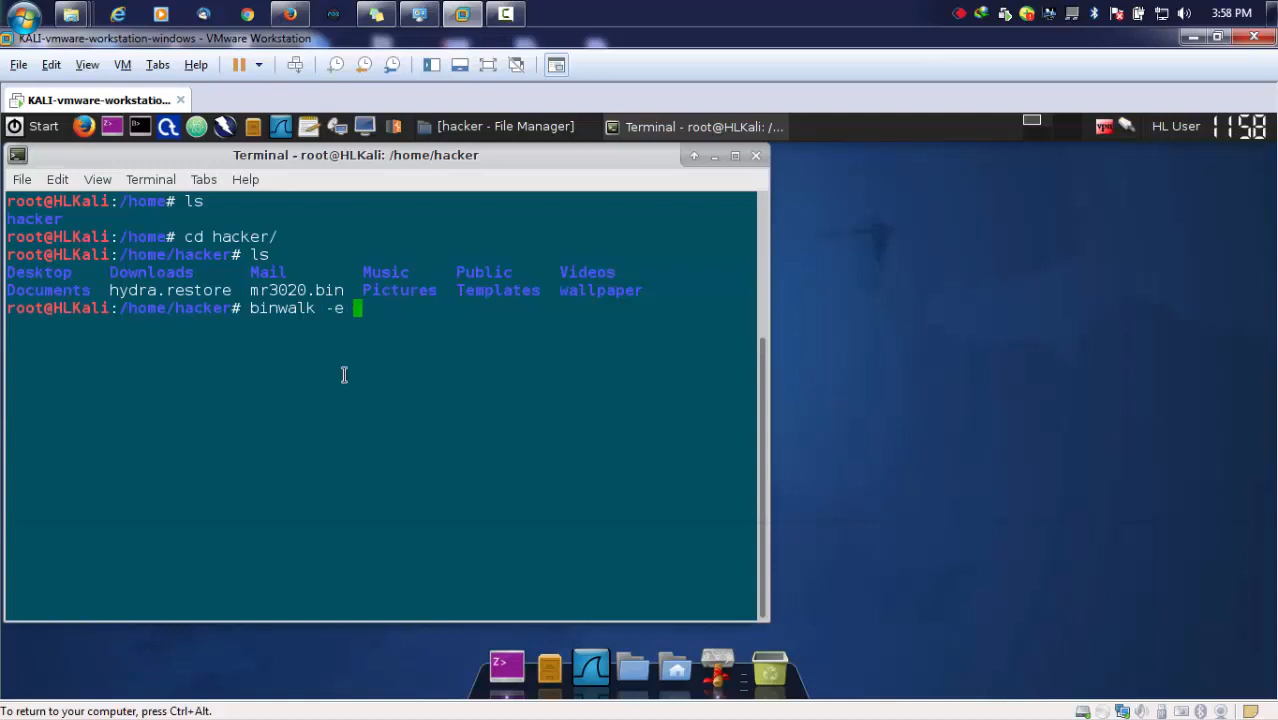 3:58 PM
KALI-vmware-workstation-windows - VMware Workstation
File Edit View VM Tabs Help
KALI-vmware-workstatio...
Start [hacker - File Manager] Terminal - root@HLKali: /... HL User 11:58
Terminal - root@HLKali: /home/hacker
File Edit View Terminal Tabs Help
root@HLKali:/home# ls
hacker
root@HLKali:/home# cd hacker/
root@HLKali:/home/hacker# ls
Desktop Downloads Mail Music Public Videos
Documents hydra.restore mr3020.bin Pictures Templates wallpaper
root@HLKali:/home/hacker# binwalk -e
To return to your computer, press Ctrl+Alt.